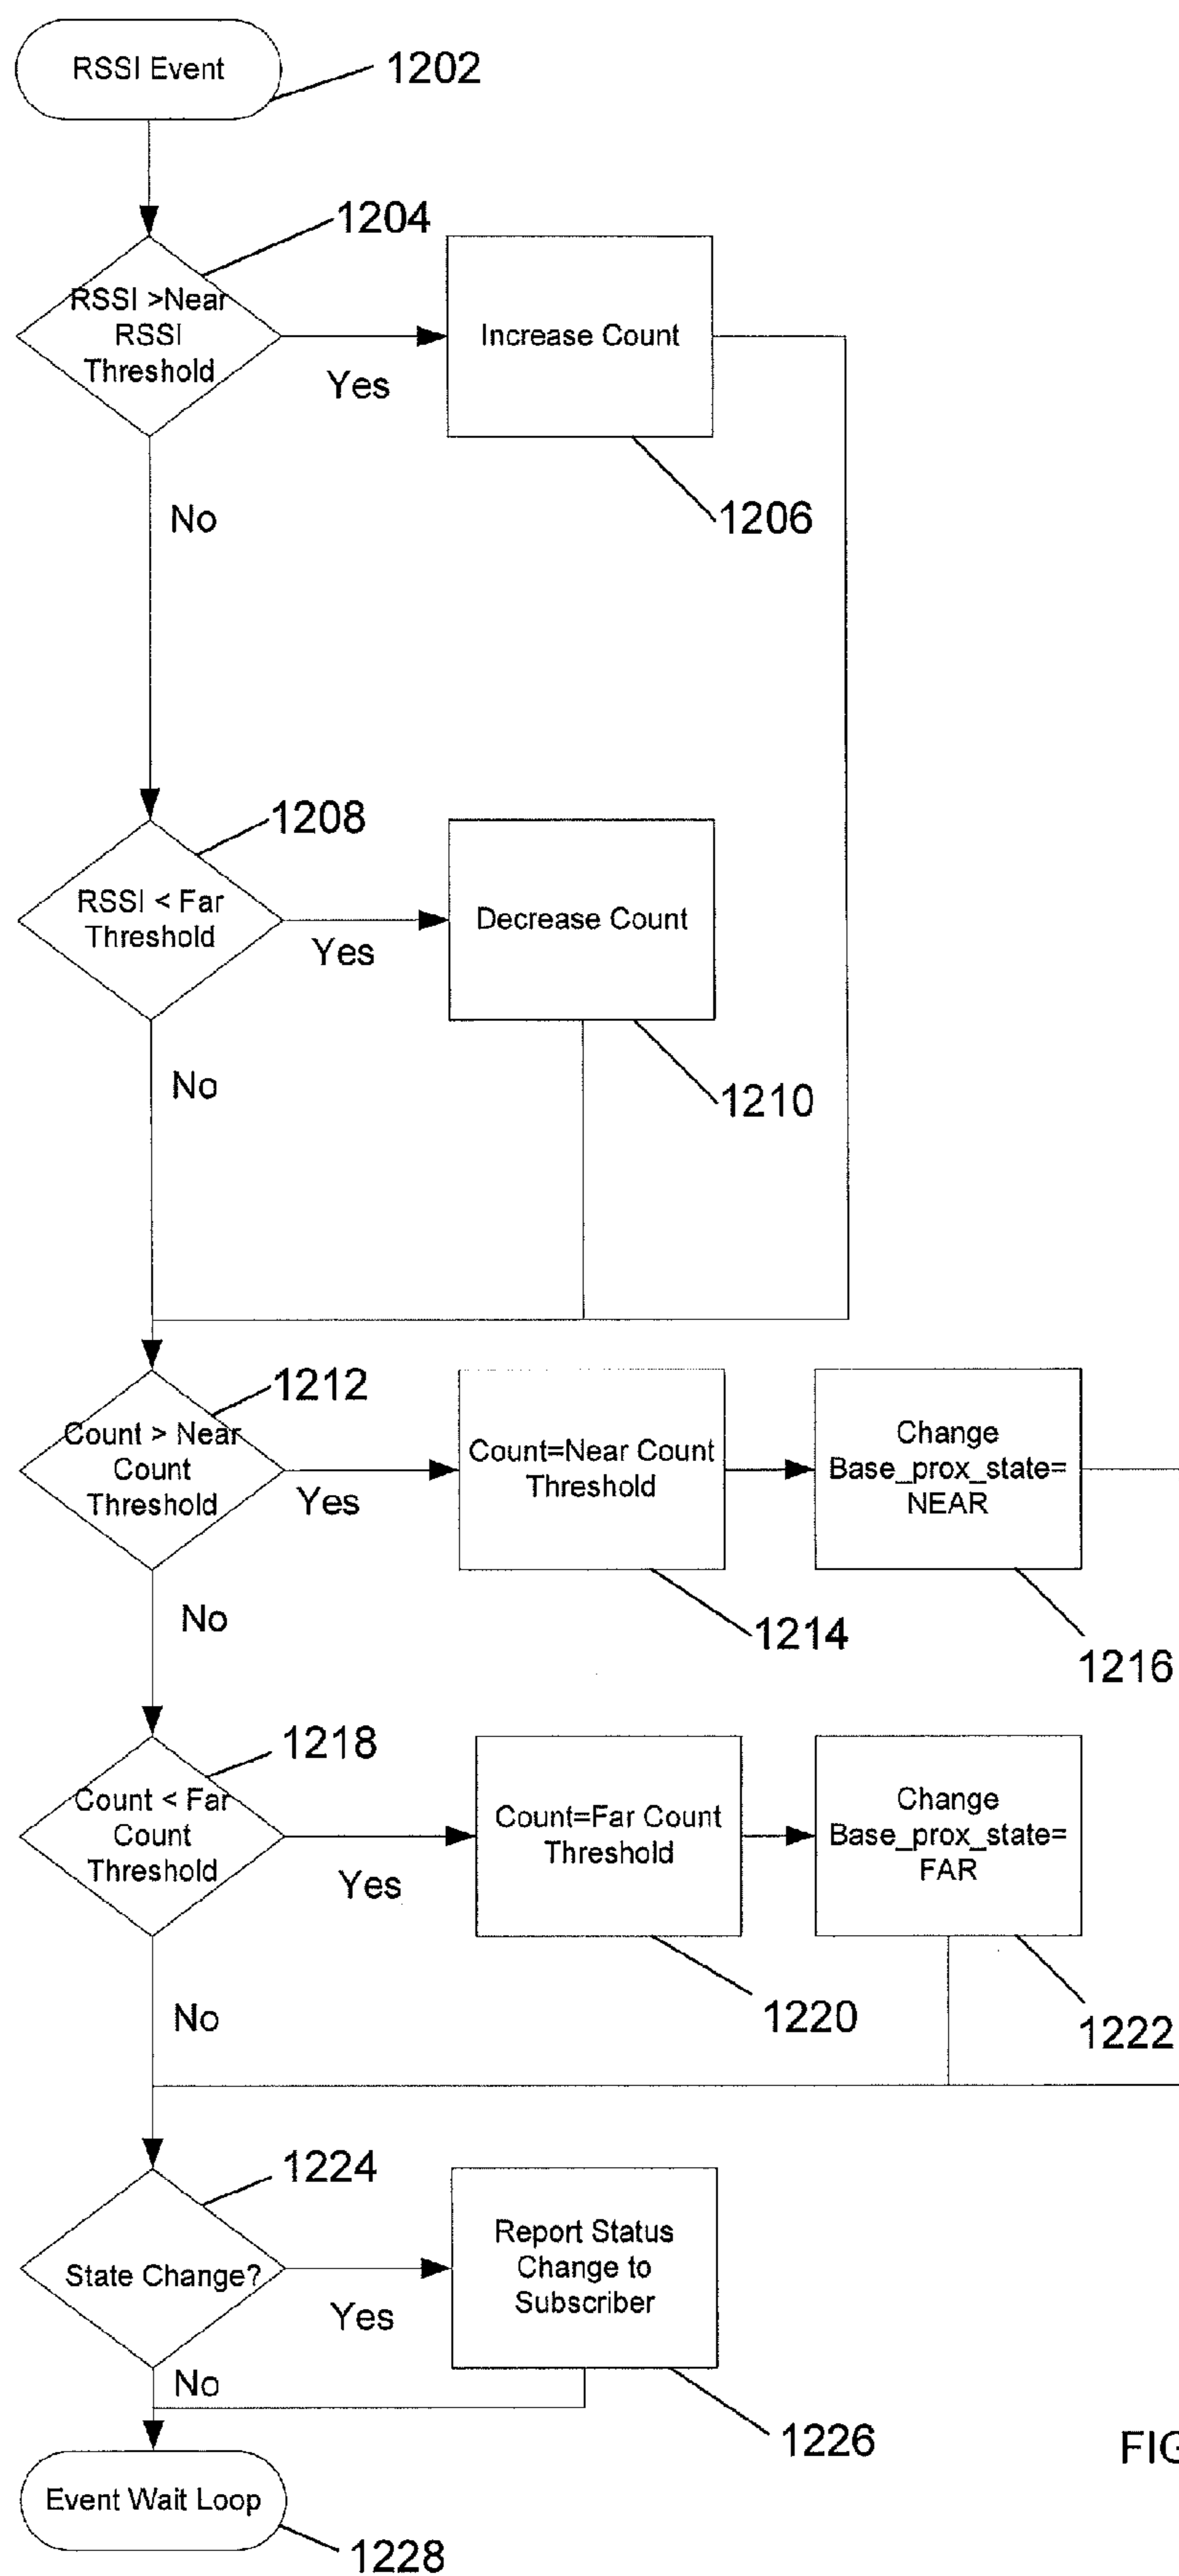 RSSI Event
1202
1204
RSSI >Near
RSSI
Threshold
Yes
Increase Count
1206
No
1208
RSSI < Far
Threshold
Yes
Decrease Count
1210
No
1212
Count > Near
Count
Threshold
Yes
Count=Near Count
Threshold
1214
Change
Base_prox_state=
NEAR
1216
No
1218
Count < Far
Count
Threshold
Yes
Count=Far Count
Threshold
1220
Change
Base_prox_state=
FAR
1222
No
1224
State Change?
Yes
Report Status
Change to
Subscriber
1226
No
Event Wait Loop
1228